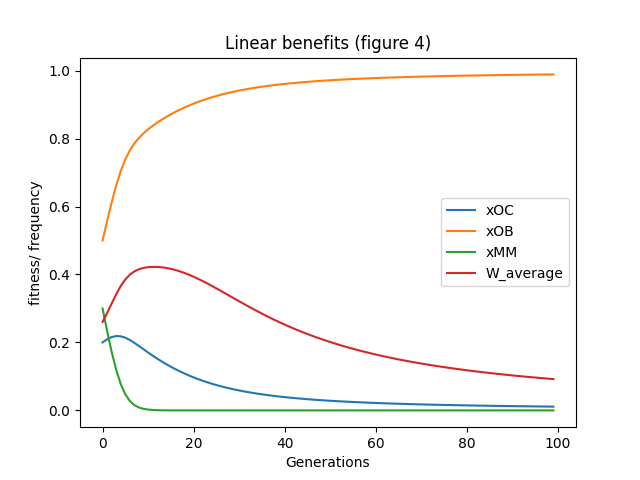 Linear benefits (figure 4)
fitness/ frequency
1.0
0.8
0.6
0.4
0.2
0.0
xOC
xOB
xMM
W_average
0
20
40
60
80
100
Generations